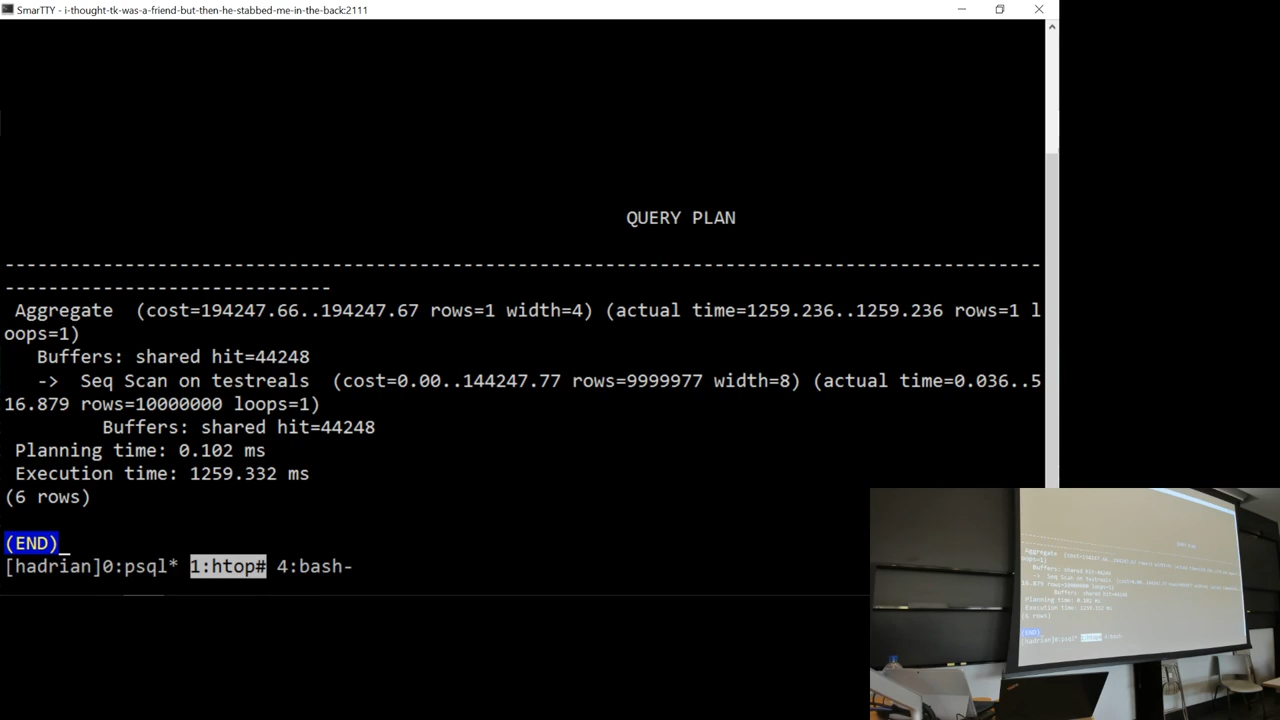 SmarTTY - i-thought-tk-was-a-friend-but-then-he-stabbed-me-in-the-back:2111
QUERY PLAN
-----------------------------------------------------------------------------------------------
------------------------------
Aggregate  (cost=194247.66..194247.67 rows=1 width=4) (actual time=1259.236..1259.236 rows=1 l
oops=1)
Buffers: shared hit=44248
->  Seq Scan on testreals  (cost=0.00..144247.77 rows=9999977 width=8) (actual time=0.036..5
16.879 rows=10000000 loops=1)
Buffers: shared hit=44248
Planning time: 0.102 ms
Execution time: 1259.332 ms
(6 rows)
(END)_
[hadrian]0:psql* 1:htop# 4:bash-